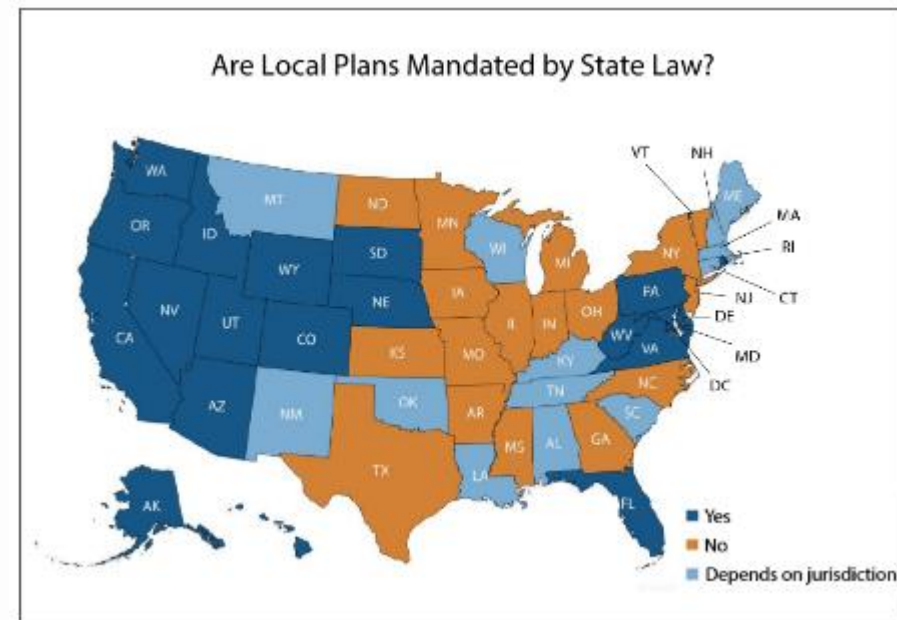 Are Local Plans Mandated by State Law?
VT
NH
WA
MT
ND
MN
ME
OR
ID
WI
MA
SD
NY
RI
WY
MI
IA
PA
NE
NJ
CT
NV
OH
DE
UT
IL
IN
WV
CO
MD
CA
KS
MO
VA
KY
DC
NC
TN
AZ
OK
NM
AR
SC
MS
AL
GA
TX
LA
AK
FL
Yes
No
Depends on jurisdiction